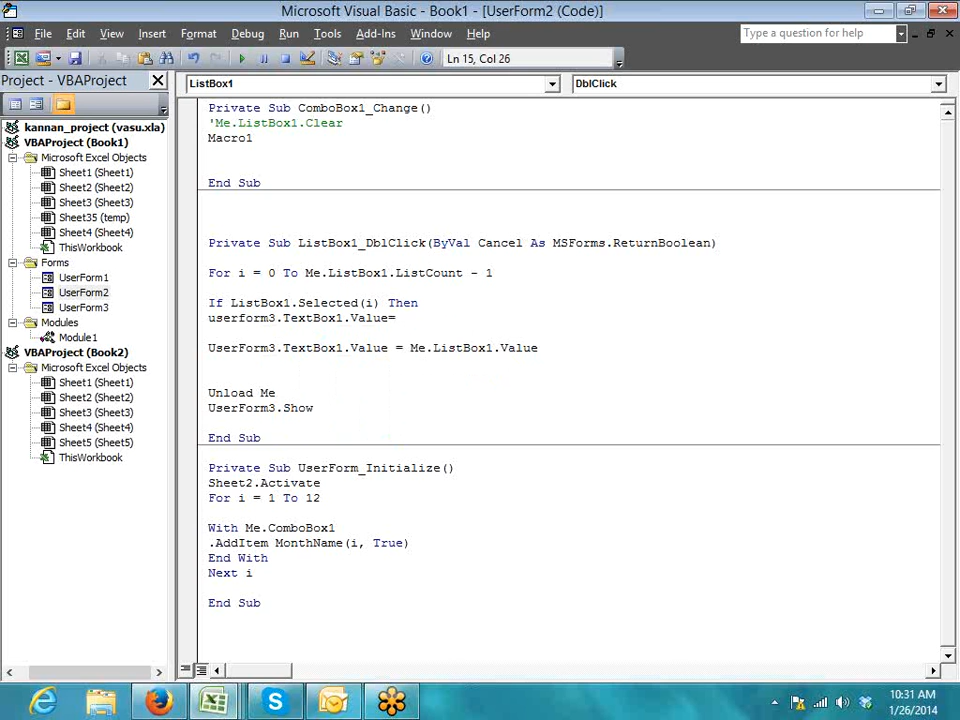 Microsoft Visual Basic - Book1 - [UserForm2 (Code)]
File Edit View Insert Format Debug Run Tools Add-Ins Window Help
Type a question for help
Ln 15, Col 26
Project - VBAProject
ListBox1
DblClick
kannan_project (vasu.xla)
VBAProject (Book1)
Microsoft Excel Objects
Sheet1 (Sheet1)
Sheet2 (Sheet2)
Sheet3 (Sheet3)
Sheet35 (temp)
Sheet4 (Sheet4)
ThisWorkbook
Forms
UserForm1
UserForm2
UserForm3
Modules
Module1
VBAProject (Book2)
Microsoft Excel Objects
Sheet1 (Sheet1)
Sheet2 (Sheet2)
Sheet3 (Sheet3)
Sheet4 (Sheet4)
Sheet5 (Sheet5)
ThisWorkbook
Private Sub ComboBox1_Change()
'Me.ListBox1.Clear
Macro1
End Sub
Private Sub ListBox1_DblClick(ByVal Cancel As MSForms.ReturnBoolean)
For i = 0 To Me.ListBox1.ListCount - 1
If ListBox1.Selected(i) Then
userform3.TextBox1.Value=
UserForm3.TextBox1.Value = Me.ListBox1.Value
Unload Me
UserForm3.Show
End Sub
Private Sub UserForm_Initialize()
Sheet2.Activate
For i = 1 To 12
With Me.ComboBox1
.AddItem MonthName(i, True)
End With
Next i
End Sub
10:31 AM
1/26/2014